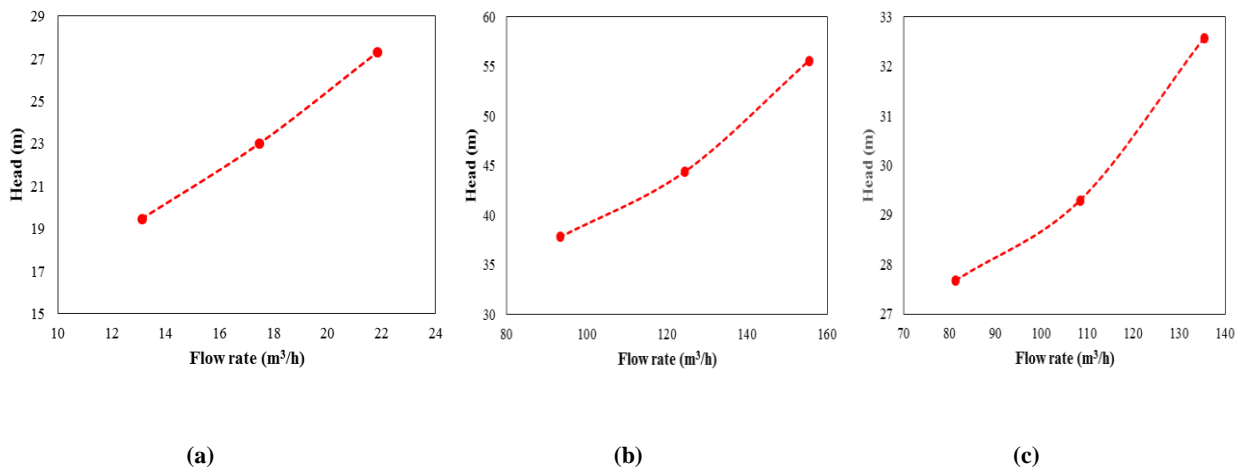 29
27
25
23
21
19
17
15
Head (m)
10 12 14 16 18 20 22 24
Flow rate (m³/h)
(a)
60
55
50
45
40
35
30
Head (m)
80 100 120 140 160
Flow rate (m³/h)
(b)
33
32
31
30
29
28
27
Head (m)
70 80 90 100 110 120 130 140
Flow rate (m³/h)
(c)